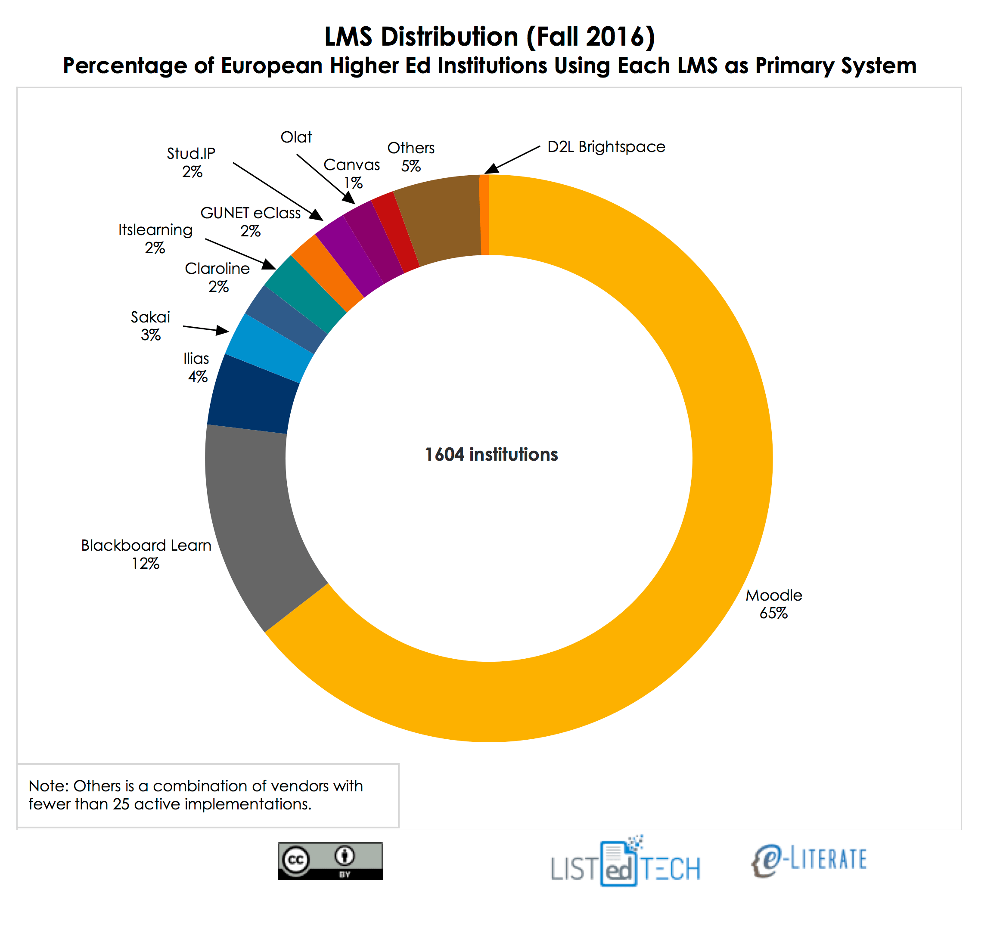 LMS Distribution (Fall 2016)
Percentage of European Higher Ed Institutions Using Each LMS as Primary System
Olat
Others
5%
D2L Brightspace
Stud.IP
2%
Canvas
1%
GUNET eClass
2%
Itslearning
2%
Claroline
2%
Sakai
3%
Ilias
4%
1604 institutions
Blackboard Learn
12%
Moodle
65%
Note: Others is a combination of vendors with
fewer than 25 active implementations.
cc
BY
LISTedTECH
e-LITERATE